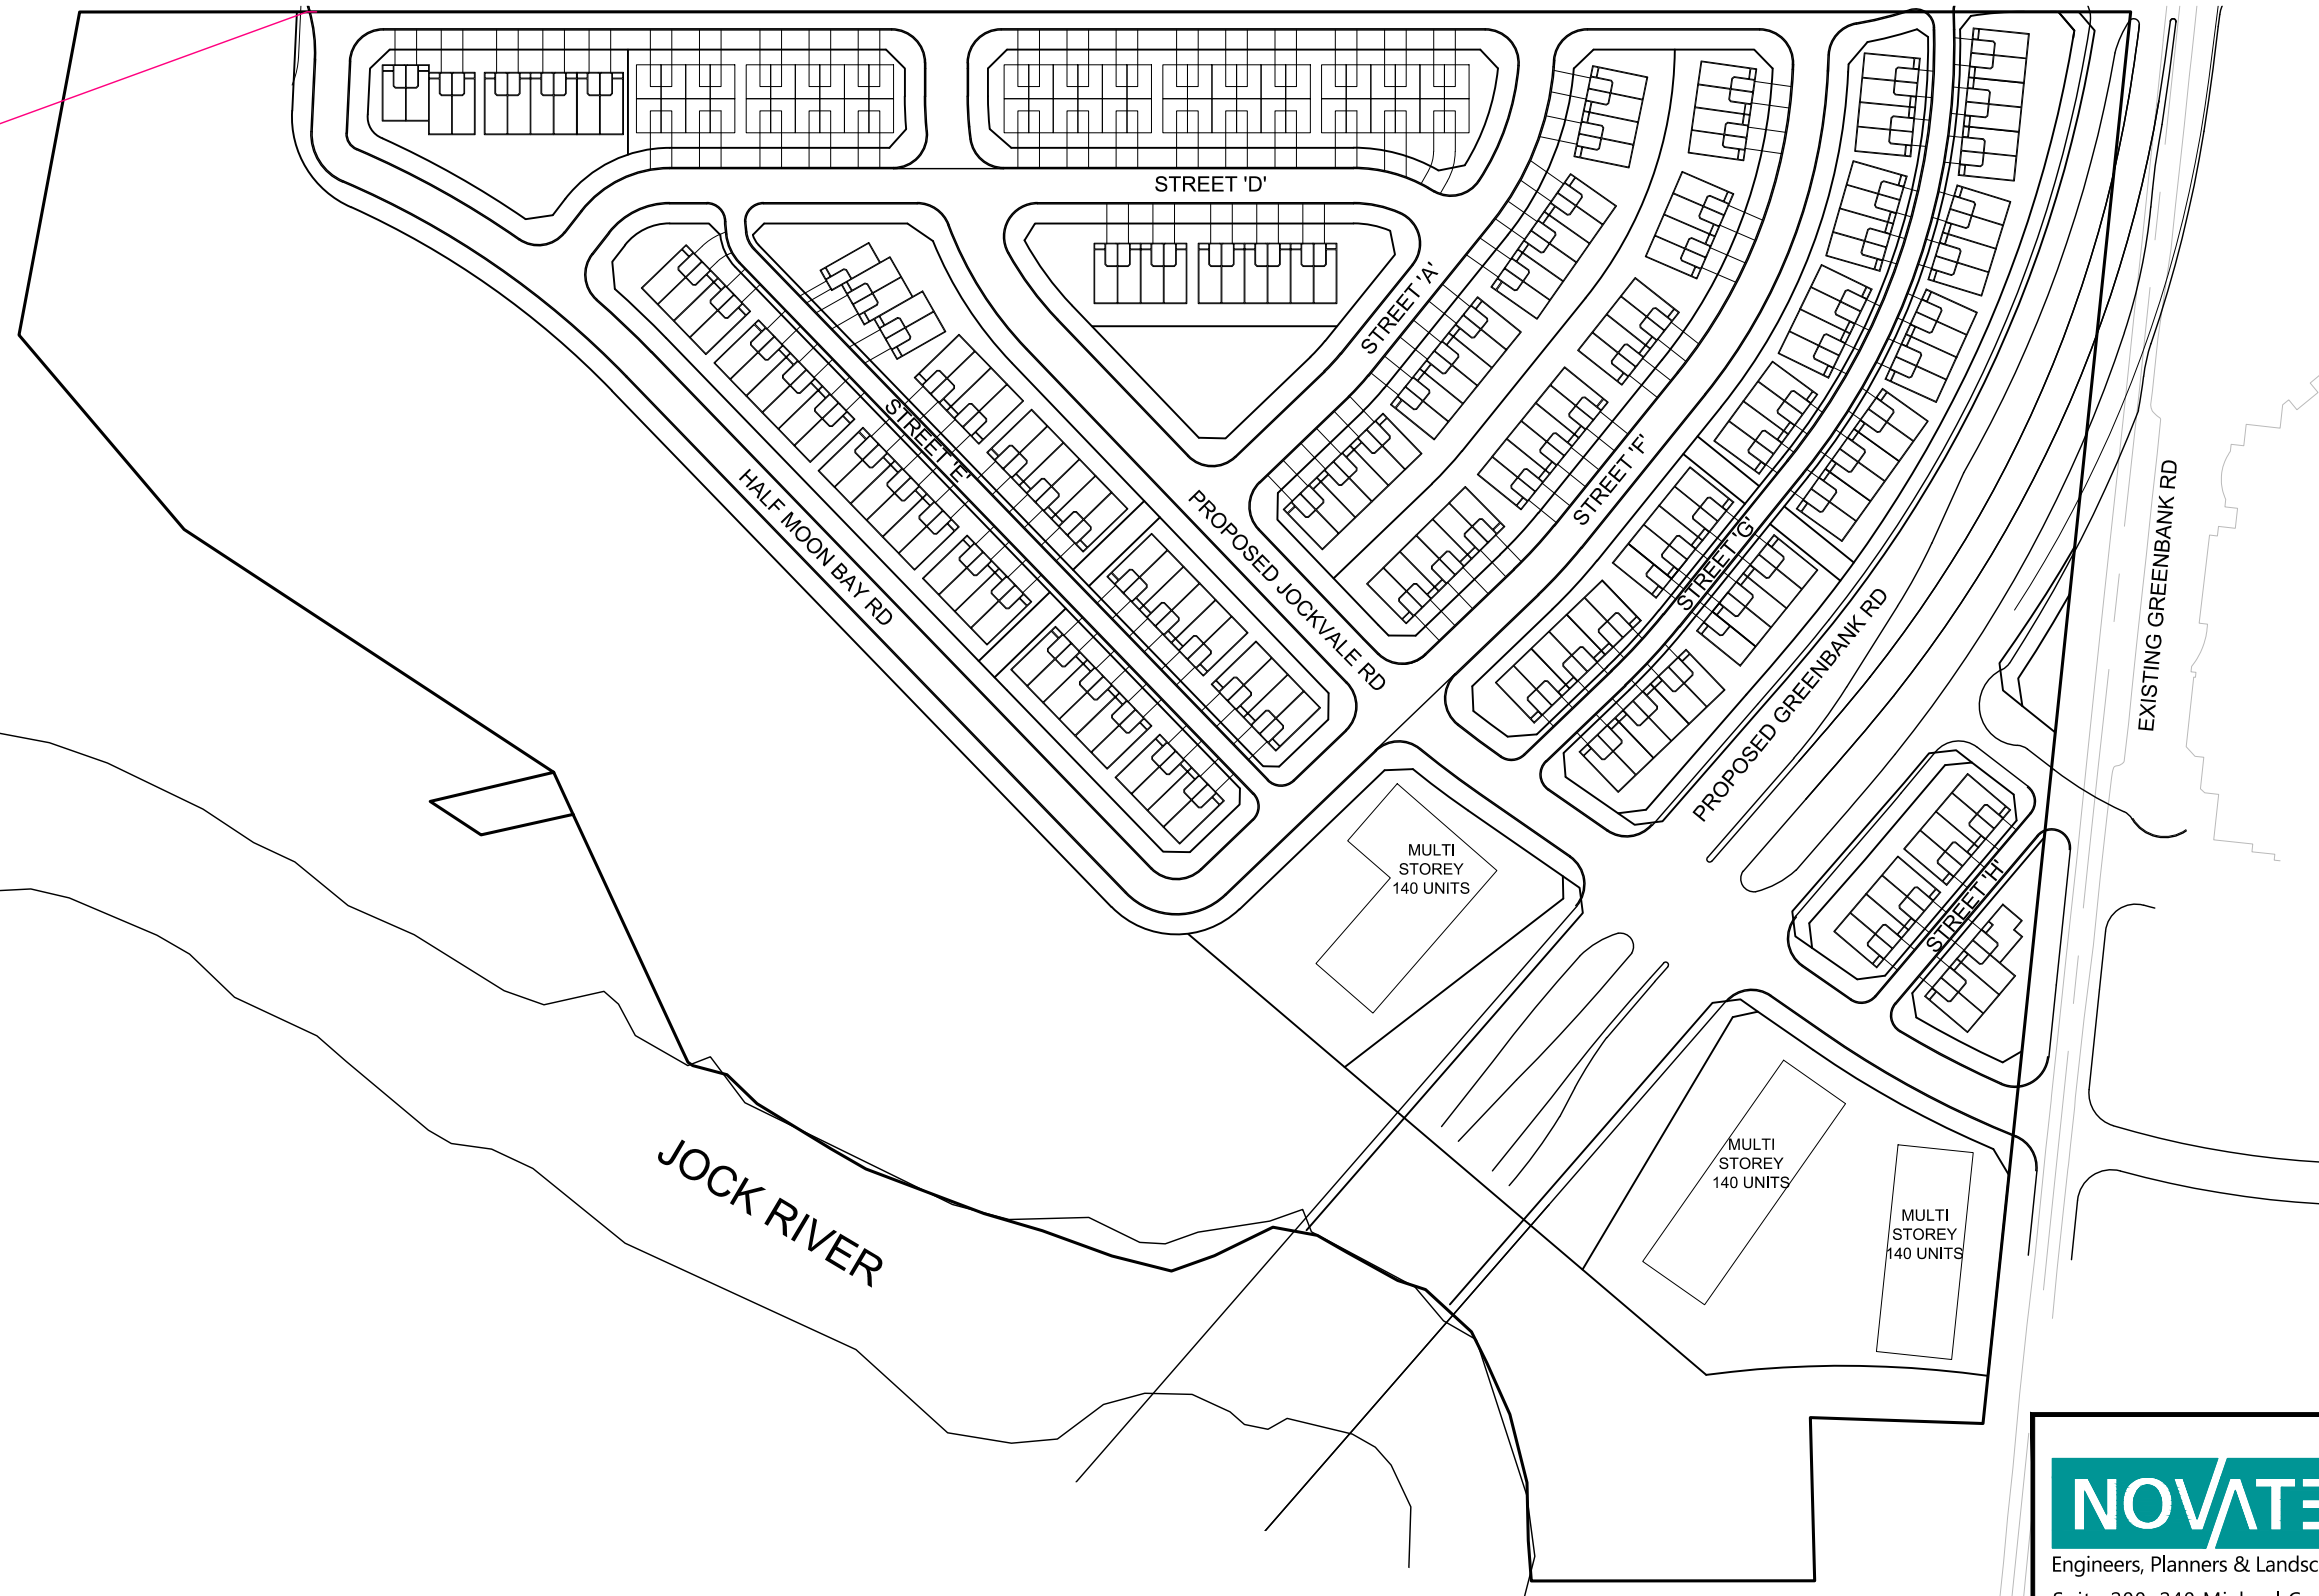 STREET 'D'
STREET 'A'
STREET 'E'
STREET 'F'
HALF MOON BAY RD
PROPOSED JOCKVALE RD
STREET 'G'
PROPOSED GREENBANK RD
EXISTING GREENBANK RD
MULTI
STOREY
140 UNITS
STREET 'H'
MULTI
STOREY
140 UNITS
MULTI
STOREY
140 UNITS
JOCK RIVER
NOVATE
Engineers, Planners & Landsc